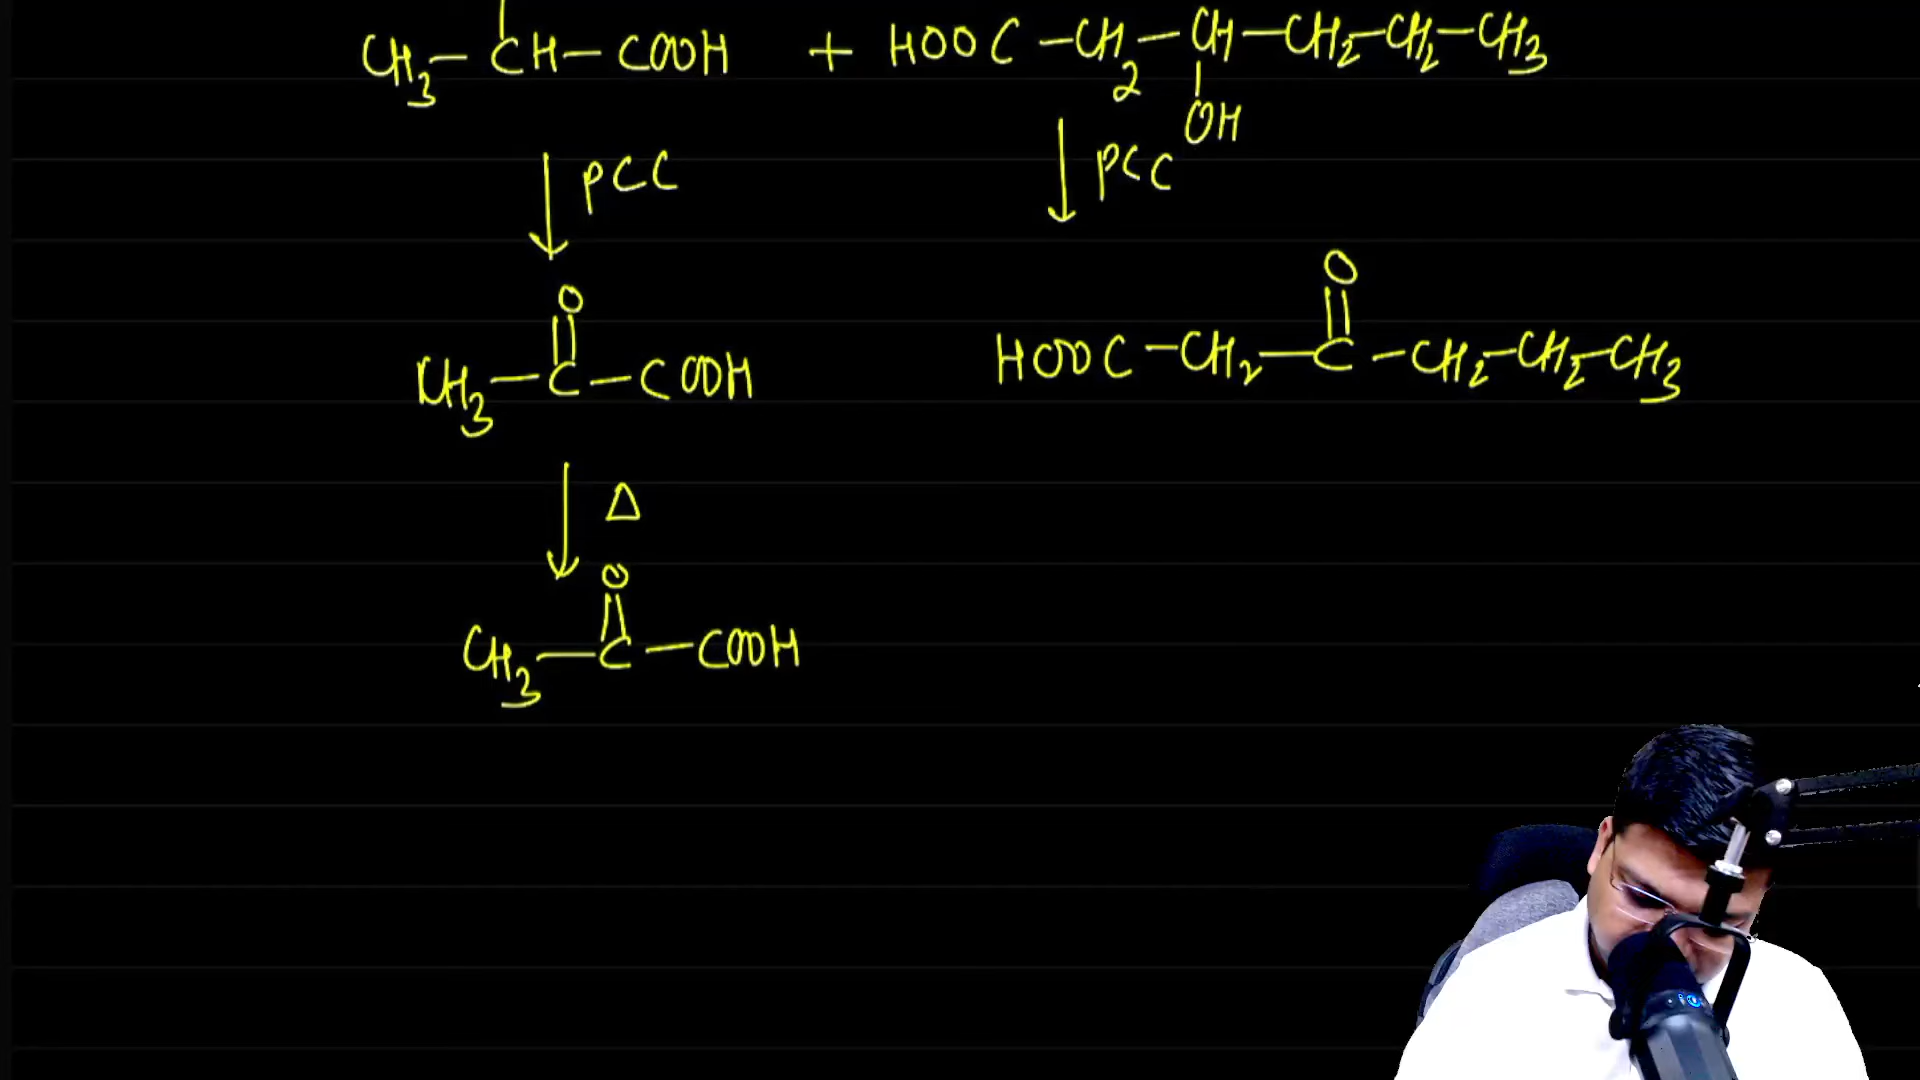 CH3–CH–COOH + HOOC–CH2–CH–CH2–CH2–CH3
OH
PCC
PCC
O
O
CH3–C–COOH
HOOC–CH2–C–CH2–CH2–CH3
Δ
O
CH3–C–COOH